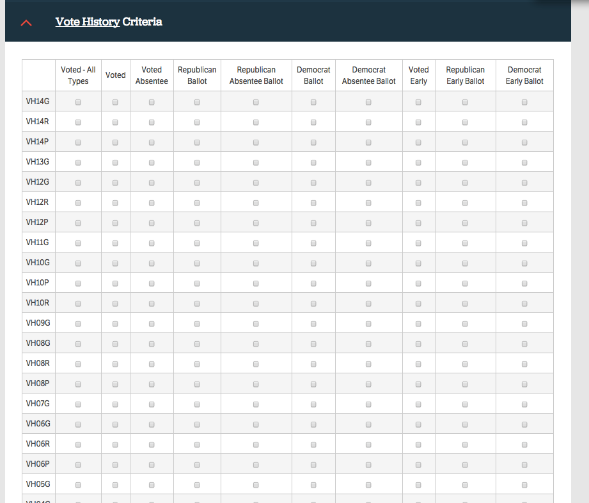 Vote History Criteria
Voted - All Types Voted Voted Absentee Republican Ballot Republican Absentee Ballot Democrat Ballot Democrat Absentee Ballot Voted Early Republican Early Ballot Democrat Early Ballot
VH14G
VH14R
VH14P
VH13G
VH12G
VH12R
VH12P
VH11G
VH10G
VH10P
VH10R
VH09G
VH08G
VH08R
VH08P
VH07G
VH06G
VH06R
VH06P
VH05G